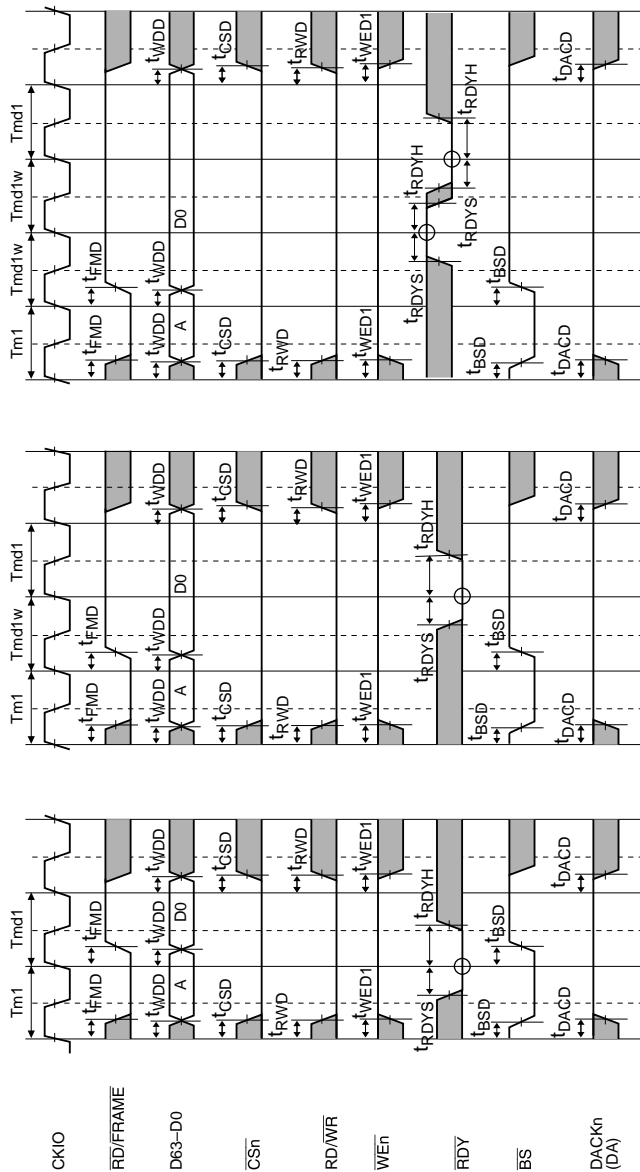 Tm1 Tmd1 Tm1 Tmd1w Tmd1 Tm1 Tmd1w Tmd1w Tmd1
CKIO
tFMD tFMD tFMD tFMD tFMD tFMD
RD/FRAME
tWDD tWDD tWDD tWDD tWDD tWDD tWDD tWDD tWDD
D63–D0 A D0 A D0 A D0
tCSD tCSD tCSD tCSD tCSD tCSD
CSn
tRWD tRWD tRWD tRWD tRWD tRWD
RD/WR
tWED1 tWED1 tWED1 tWED1 tWED1 tWED1
WEn
tRDYS tRDYH tRDYS tRDYH tRDYS tRDYH
RDY
tRDYS tRDYH
tBSD tBSD tBSD tBSD tBSD tBSD
BS
tDACD tDACD tDACD tDACD tDACD tDACD
DACKn
(DA)